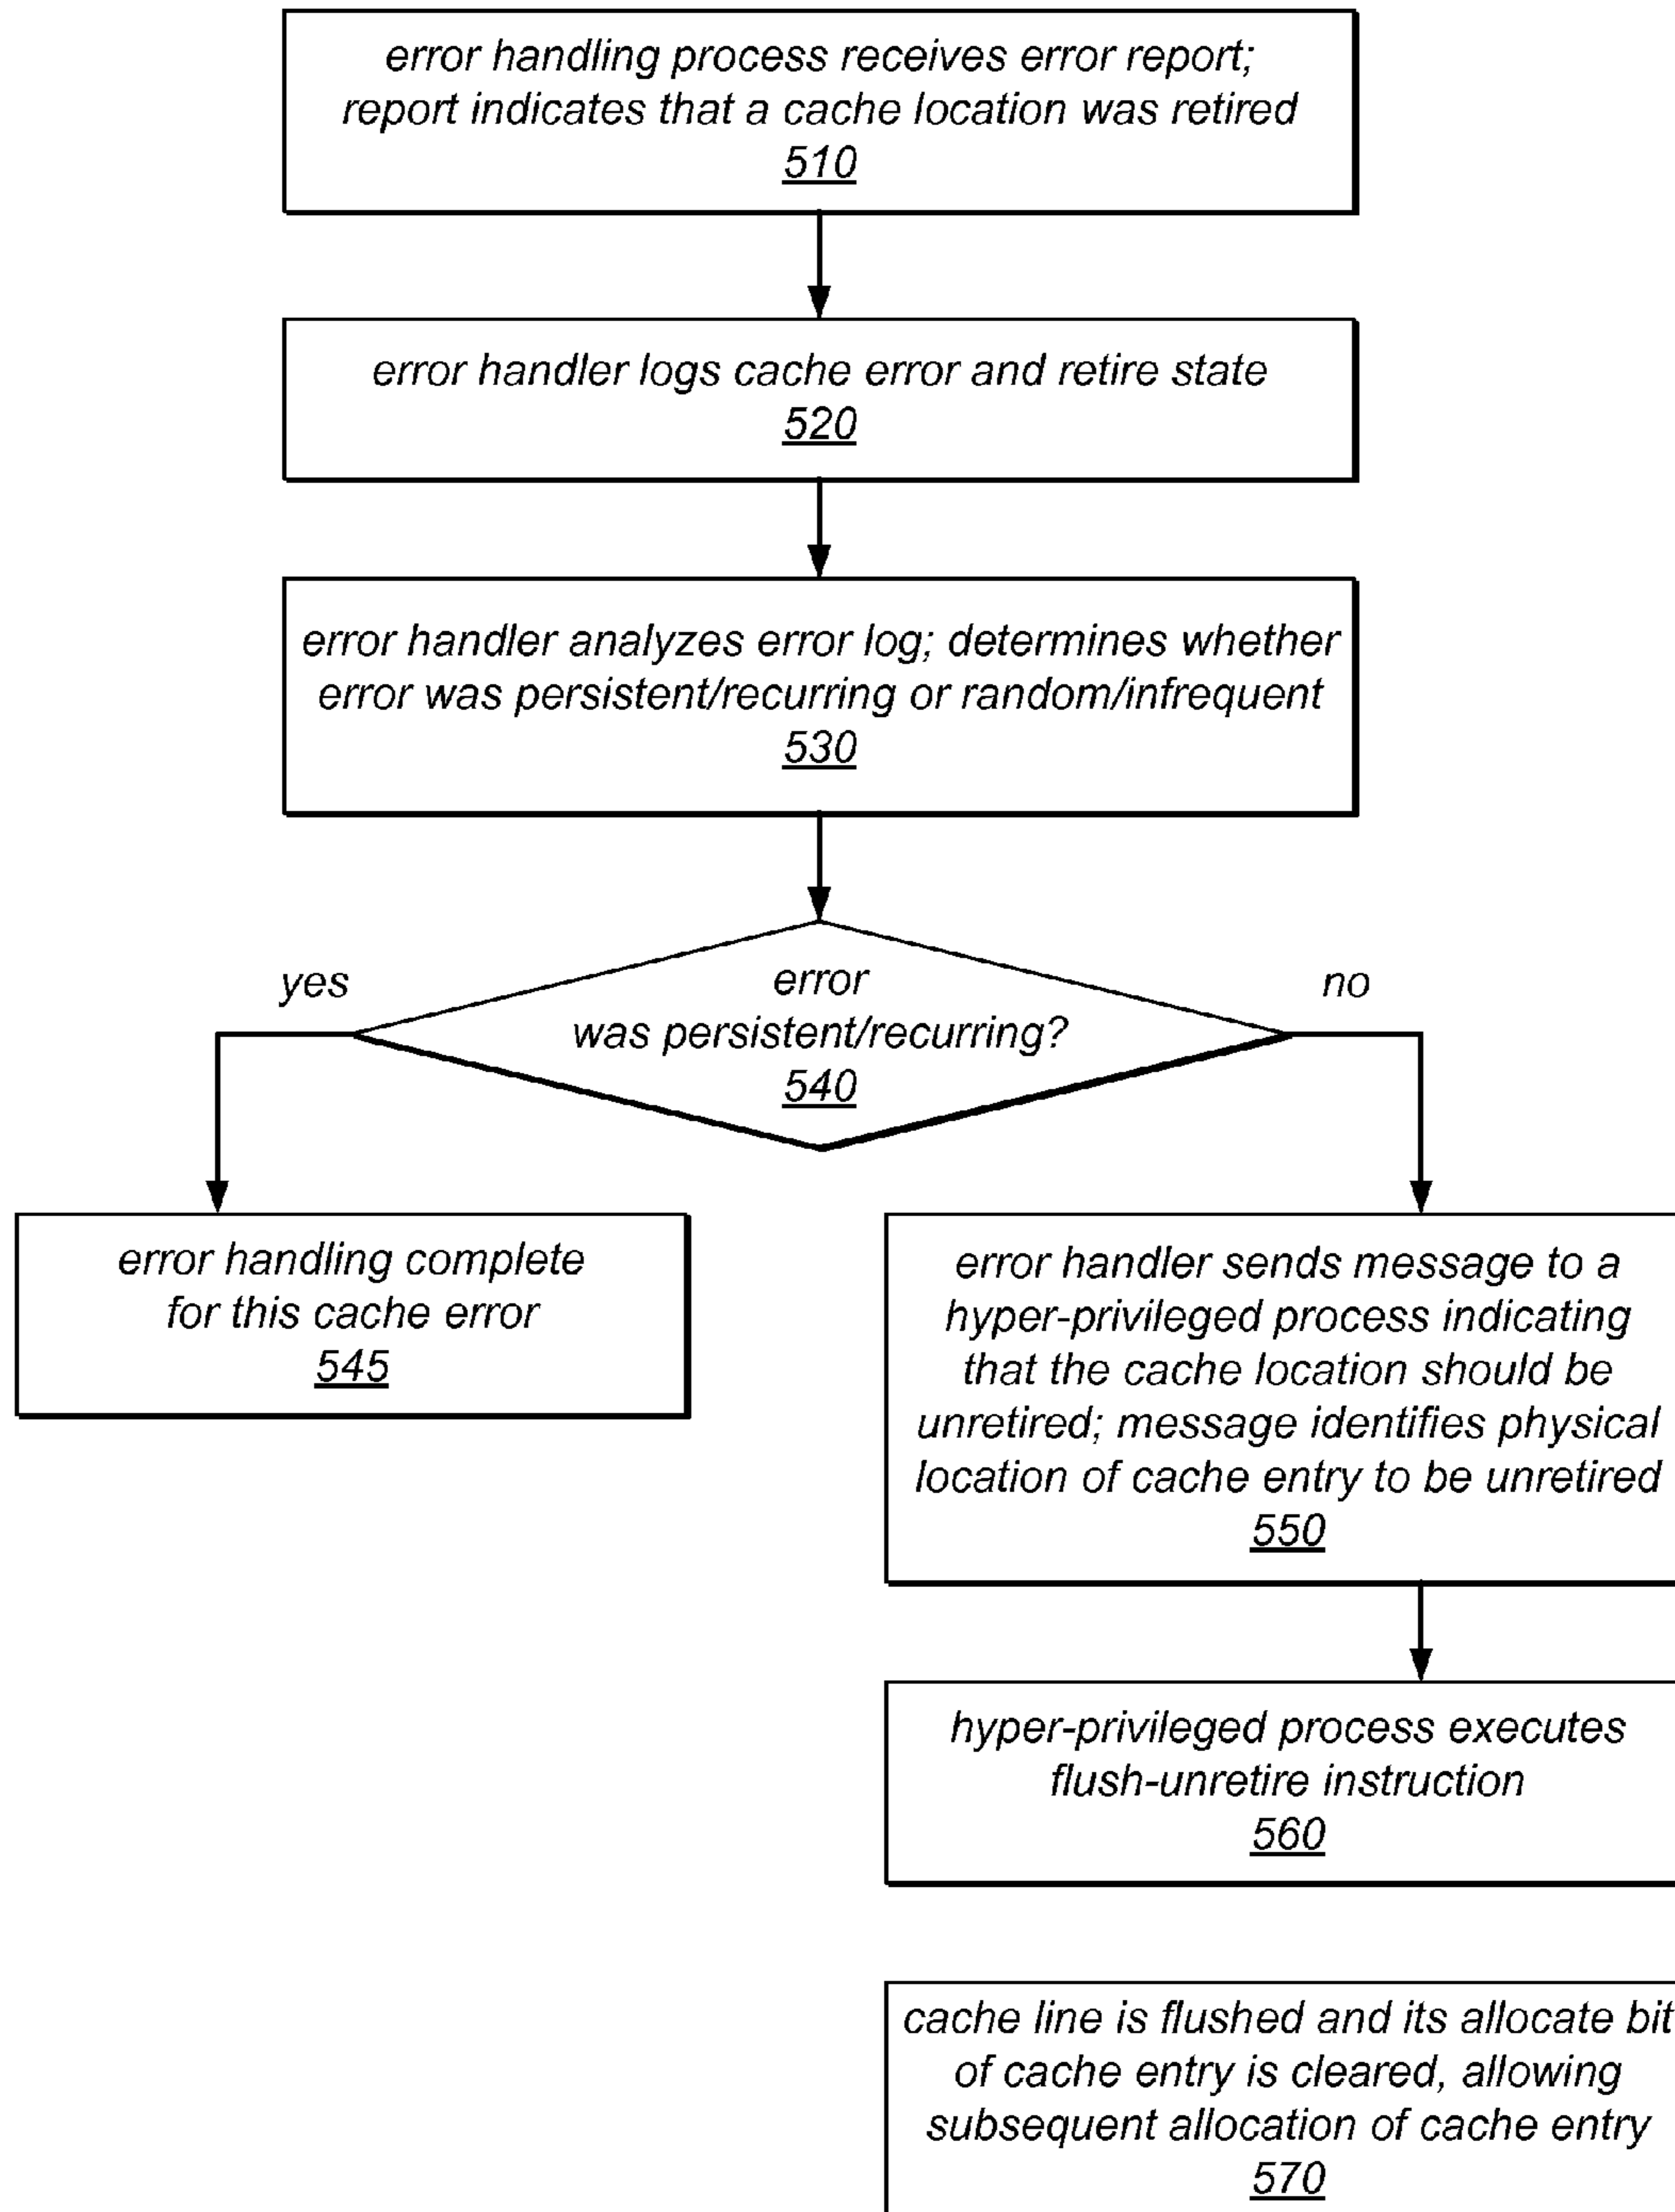 error handling process receives error report;
report indicates that a cache location was retired
510
error handler logs cache error and retire state
520
error handler analyzes error log; determines whether
error was persistent/recurring or random/infrequent
530
error
was persistent/recurring?
540
yes
no
error handling complete
for this cache error
545
error handler sends message to a
hyper-privileged process indicating
that the cache location should be
unretired; message identifies physical
location of cache entry to be unretired
550
hyper-privileged process executes
flush-unretire instruction
560
cache line is flushed and its allocate bit
of cache entry is cleared, allowing
subsequent allocation of cache entry
570